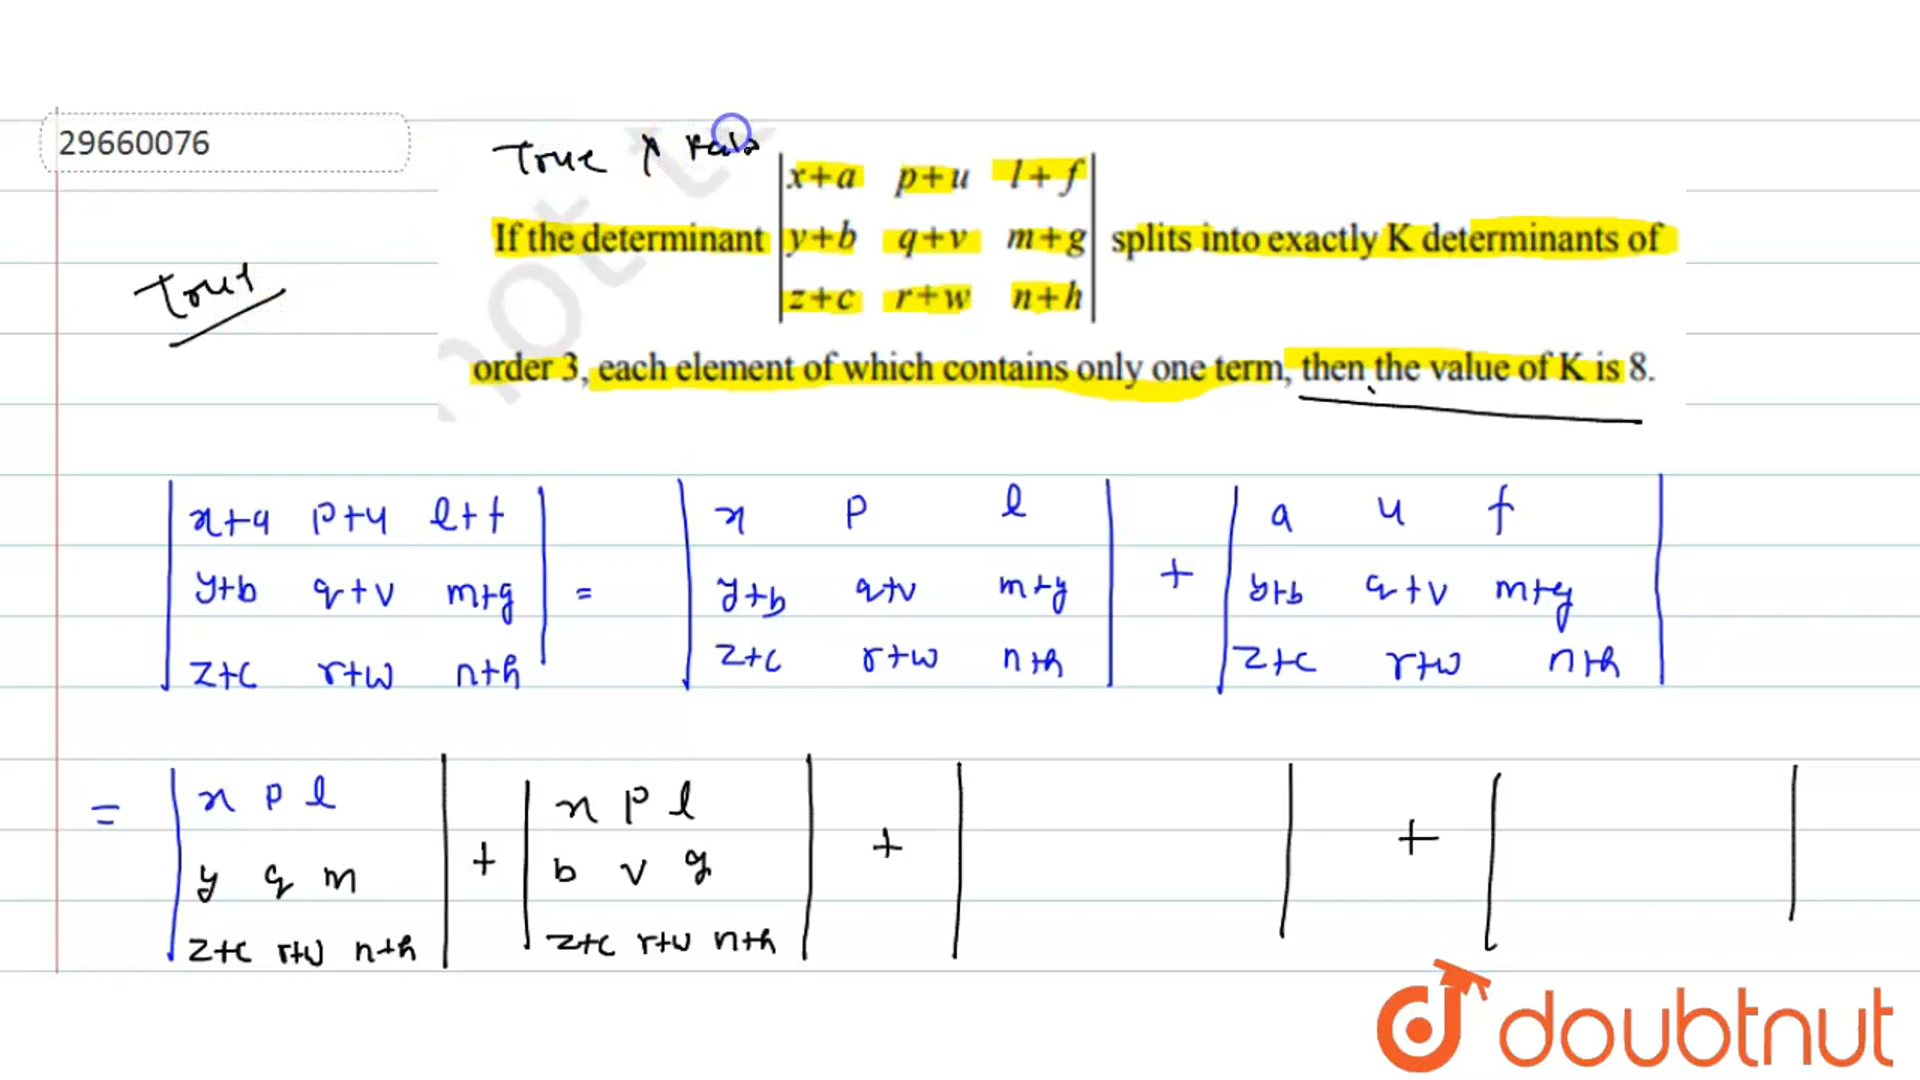 29660076
True
x+a p+u l+f
If the determinant y+b q+v m+g splits into exactly K determinants of
z+c r+w n+h
True
order 3, each element of which contains only one term, then the value of K is 8.
x+a p+u l+f = x p l + a u f
y+b q+v m+g y+b q+v m+g y+b q+v m+g
z+c r+w n+h z+c r+w n+h z+c r+w n+h
= x p l + x p l + +
y q m b v g
z+c r+w n+h z+c r+w n+h
doubtnut